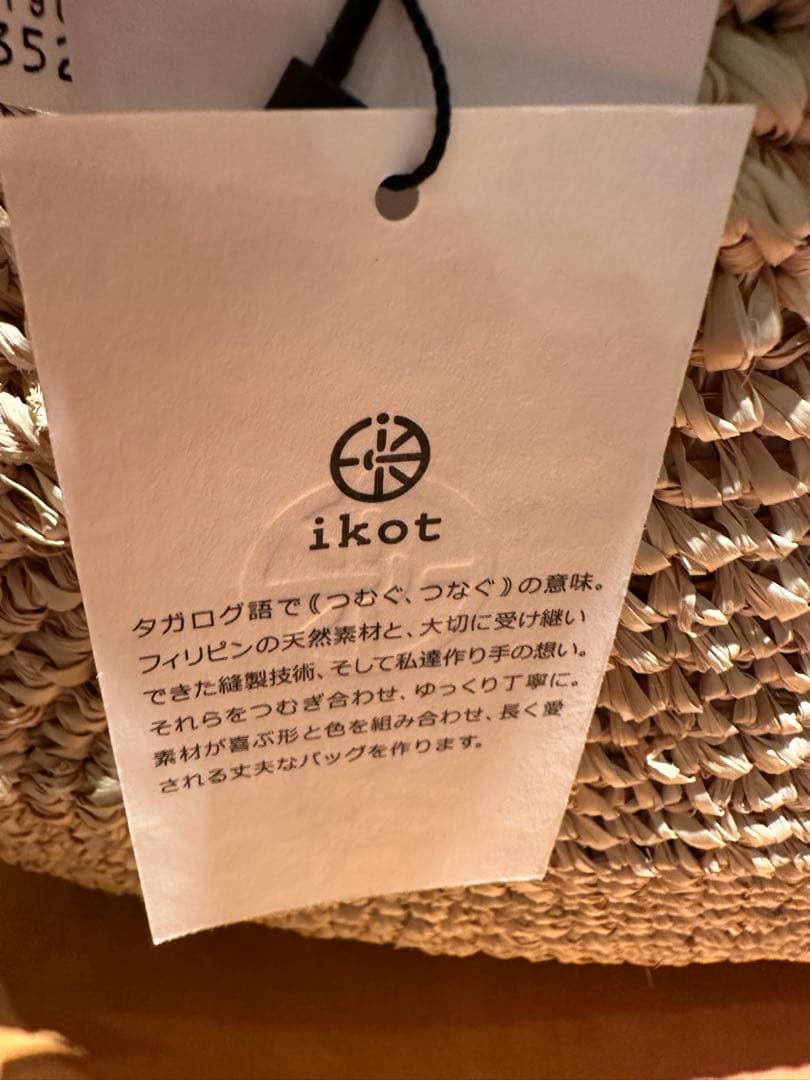 352
ikot
タガログ語で《つむぐ、つなぐ》の意味。
フィリピンの天然素材と、大切に受け継い
できた縫製技術、そして私達作り手の想い。
それらをつむぎ合わせ、ゆっくり丁寧に。
素材が喜ぶ形と色を組み合わせ、長く愛
される丈夫なバッグを作ります。